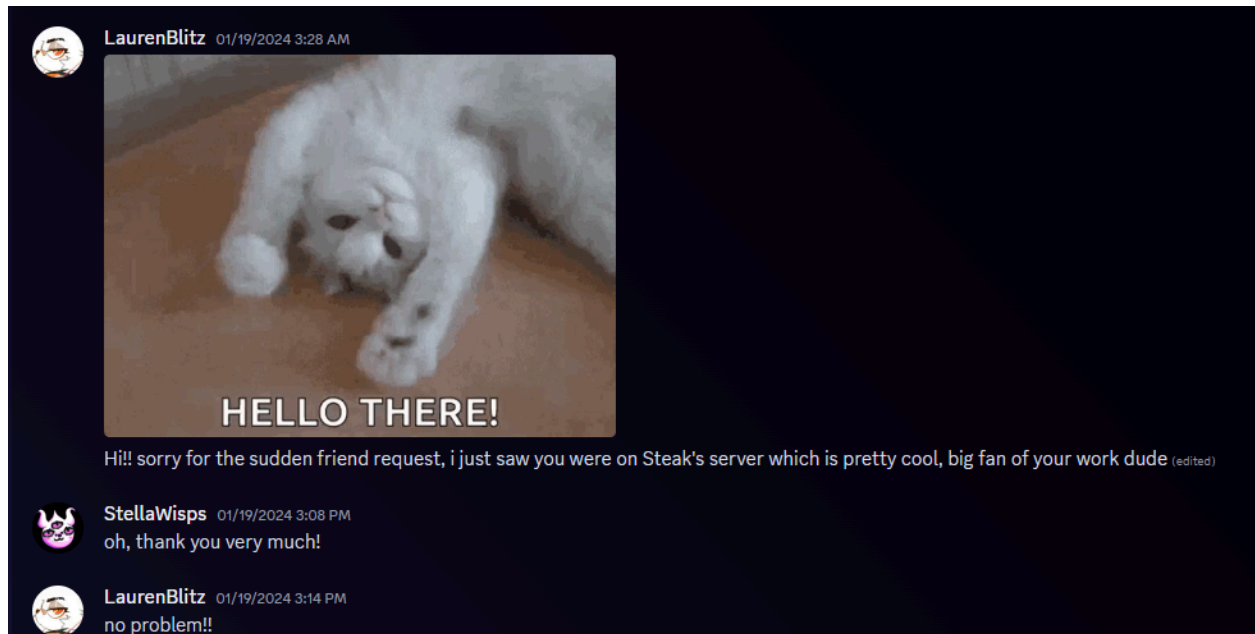 LaurenBlitz 01/19/2024 3:28 AM
HELLO THERE!
Hi!! sorry for the sudden friend request, i just saw you were on Steak's server which is pretty cool, big fan of your work dude (edited)
StellaWisps 01/19/2024 3:08 PM
oh, thank you very much!
LaurenBlitz 01/19/2024 3:14 PM
no problem!!